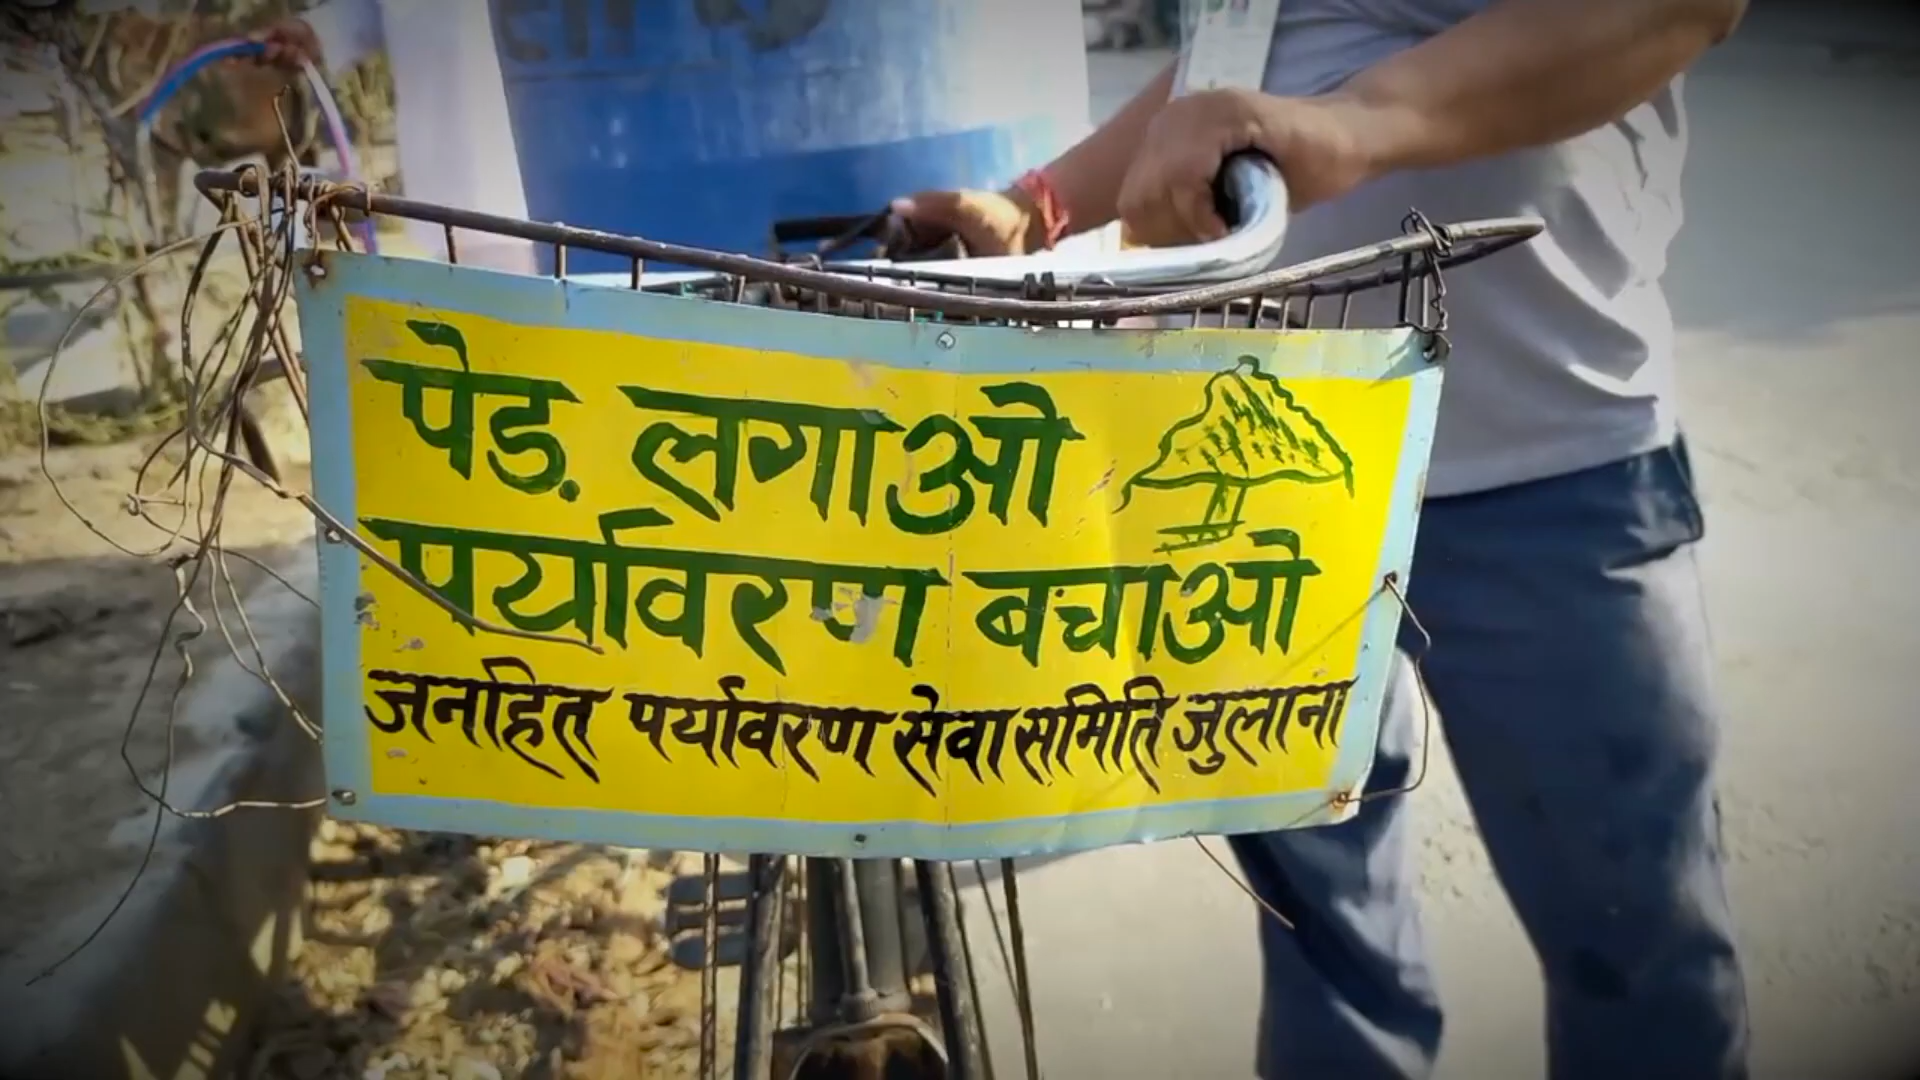 पेड़ लगाओ
पर्यावरण बचाओ
जनहित पर्यावरण सेवा समिति जुलाना